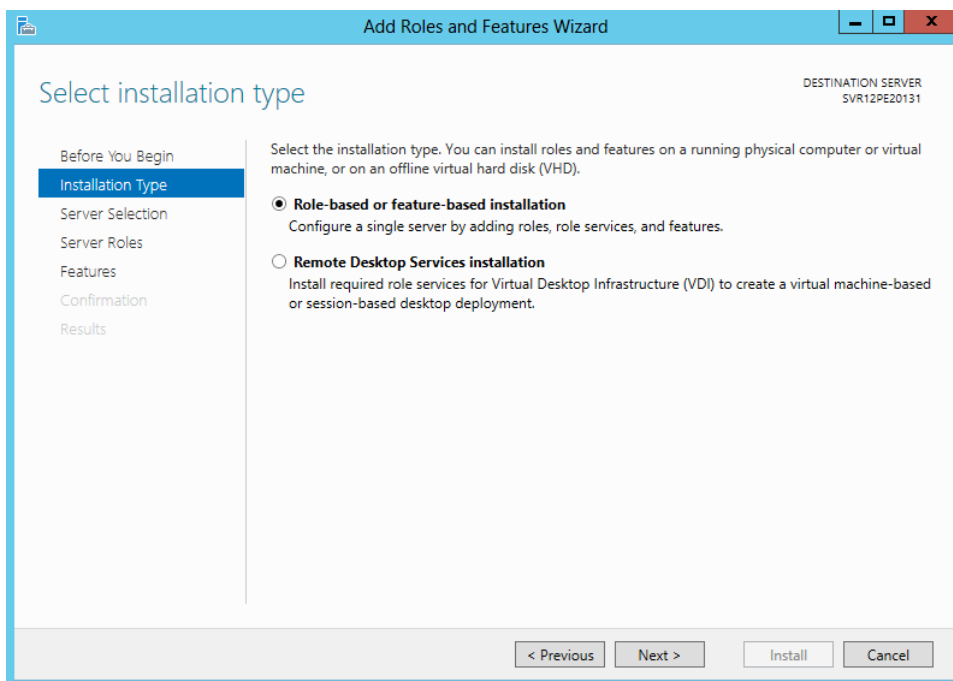 Add Roles and Features Wizard
Select installation type
DESTINATION SERVER
SVR12PE20131
Before You Begin
Installation Type
Server Selection
Server Roles
Features
Confirmation
Results
Select the installation type. You can install roles and features on a running physical computer or virtual
machine, or on an offline virtual hard disk (VHD).
Role-based or feature-based installation
Configure a single server by adding roles, role services, and features.
Remote Desktop Services installation
Install required role services for Virtual Desktop Infrastructure (VDI) to create a virtual machine-based
or session-based desktop deployment.
< Previous Next > Install Cancel